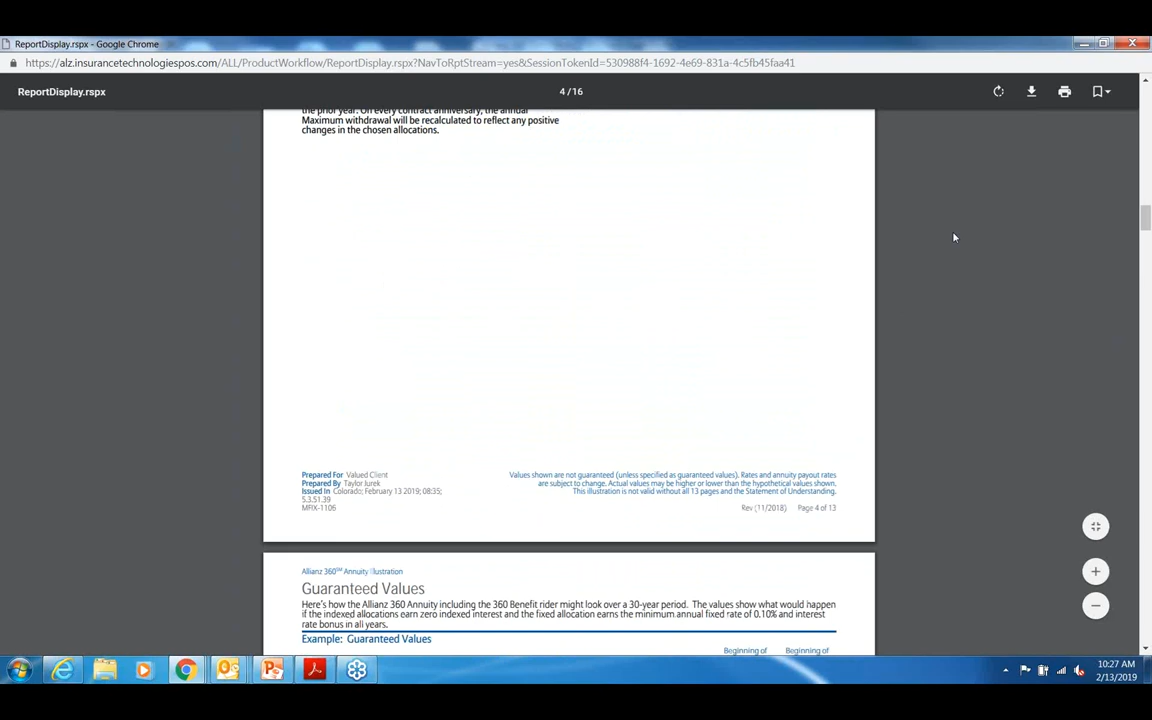 ReportDisplay.rspx - Google Chrome
https://alz.insurancetechnologiespos.com/ALL/ProductWorkflow/ReportDisplay.rspx?NavToRptStream=yes&SessionTokenId=530988f4-1692-4e69-831a-4c5fb45faa41
ReportDisplay.rspx
4 / 16
the prior year. On every contract anniversary, the annual
Maximum withdrawal will be recalculated to reflect any positive
changes in the chosen allocations.
Prepared For Valued Client
Prepared By Taylor Jurek
Issued In Colorado; February 13 2019; 08:35;
5.3.51.39
MFIX-1106
Values shown are not guaranteed (unless specified as guaranteed values). Rates and annuity payout rates
are subject to change. Actual values may be higher or lower than the hypothetical values shown.
This illustration is not valid without all 13 pages and the Statement of Understanding.
Rev (11/2018) Page 4 of 13
Allianz 360SM Annuity Illustration
Guaranteed Values
Here's how the Allianz 360 Annuity including the 360 Benefit rider might look over a 30-year period. The values show what would happen
if the indexed allocations earn zero indexed interest and the fixed allocation earns the minimum annual fixed rate of 0.10% and interest
rate bonus in all years.
Example: Guaranteed Values
Beginning of Beginning of
10:27 AM
2/13/2019